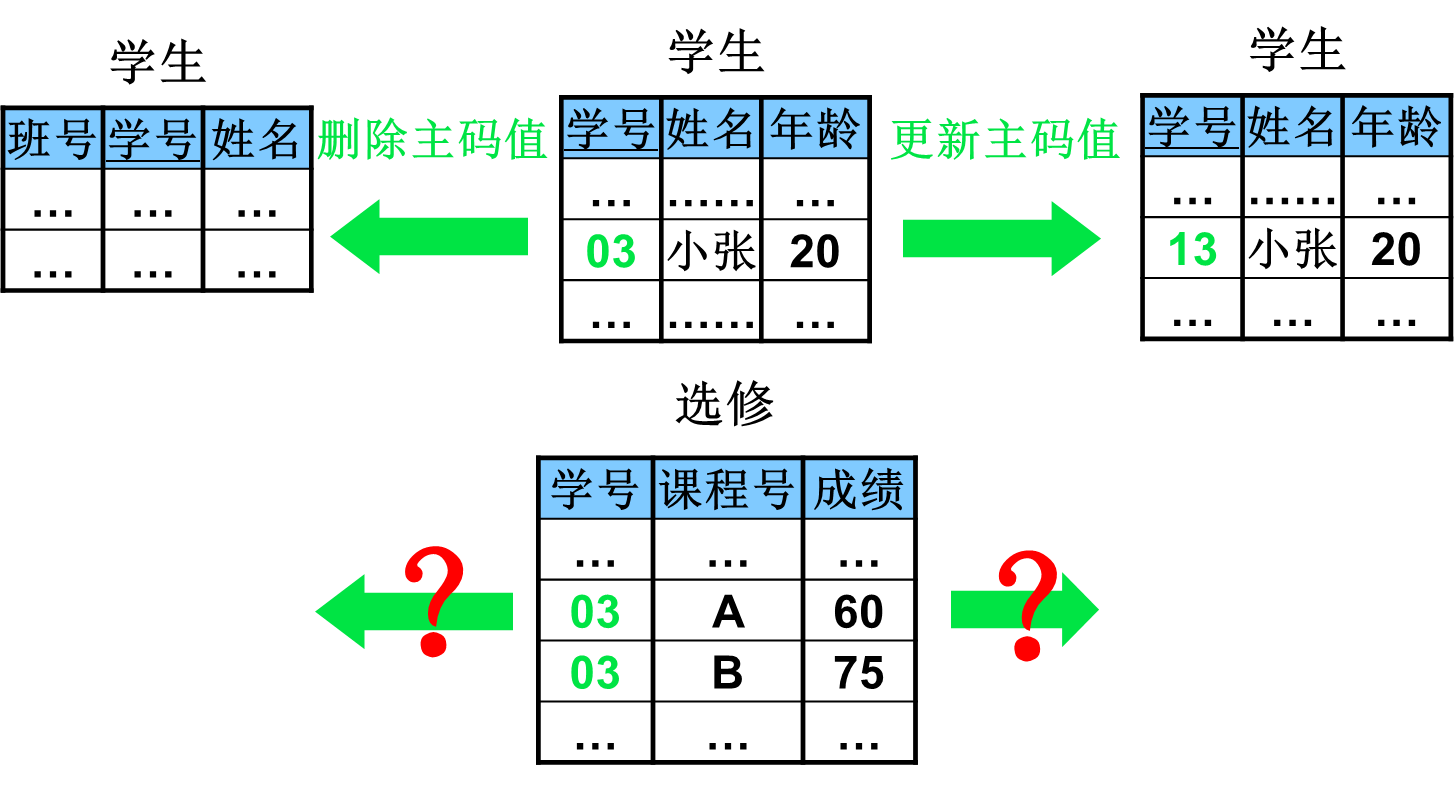 学生
学生
学生
班号 学号 姓名
删除主码值
学号 姓名 年龄
更新主码值
学号 姓名 年龄
... ... ...
... ... ...
... ...... ...
03 小张 20
... ...... ...
... ...... ...
13 小张 20
... ... ...
选修
学号 课程号 成绩
... ... ...
03 A 60
03 B 75
... ... ...
?
?